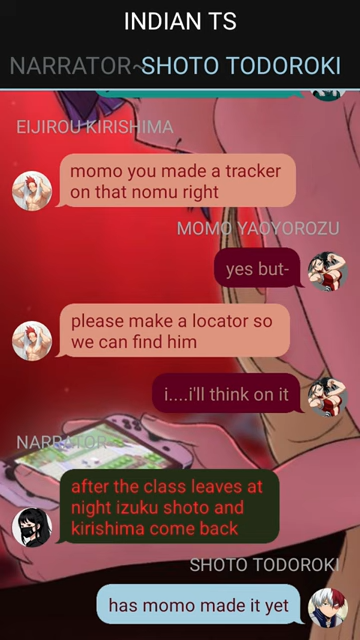 INDIAN TS
NARRATOR~ SHOTO TODOROKI
EIJIROU KIRISHIMA
momo you made a tracker
on that nomu right
MOMO YAOYOROZU
yes but-
please make a locator so
we can find him
i....i'll think on it
NARRATOR~
after the class leaves at
night izuku shoto and
kirishima come back
SHOTO TODOROKI
has momo made it yet